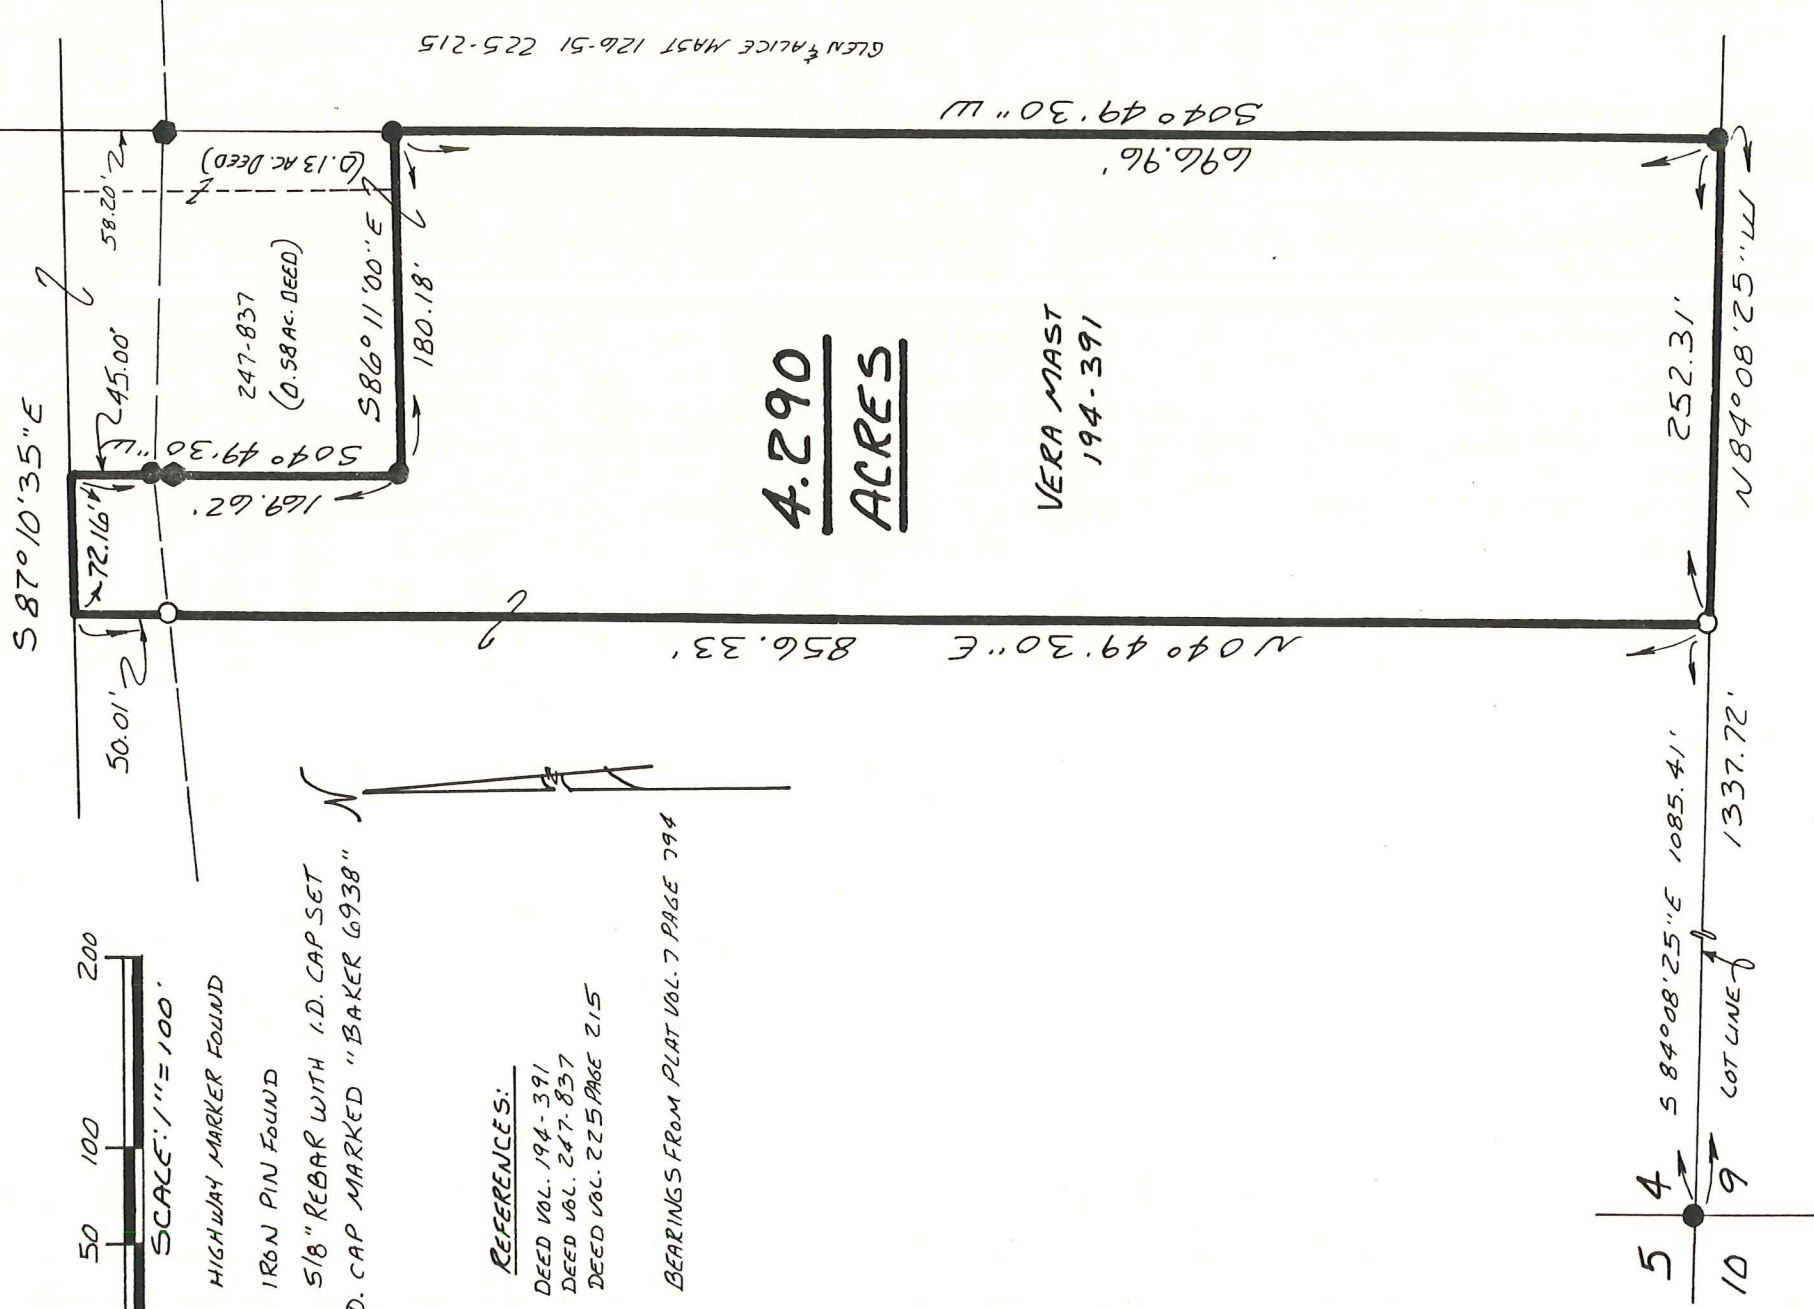 S 87° 10' 35" E
50.01'
72.16'
45.00'
58.20'
S04° 49' 30" W
169.62'
247-837
(0.58 AC. DEED)
(0.13 AC. DEED)
S86° 11' 00" E
180.18'
GLEN & ALICE MAST 126-51 225-215
S04° 49' 30" W
696.96'
4.290
ACRES
VERA MAST
194-391
N04° 49' 30" E 856.33'
252.31'
N84° 08' 25" W
S 84° 08' 25" E 1085.41'
1337.72'
LOT LINE
5 4
10 9
50 100 200
SCALE: 1" = 100'
HIGHWAY MARKER FOUND
IRON PIN FOUND
5/8" REBAR WITH I.D. CAP SET
D. CAP MARKED "BAKER 6938"
N
REFERENCES:
DEED VOL. 194-391
DEED VOL. 247-837
DEED VOL. 225 PAGE 215
BEARINGS FROM PLAT VOL. 7 PAGE 794